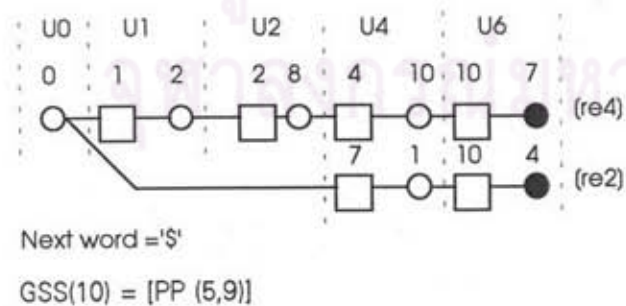 U0 U1 U2 U4 U6
0 1 2 2 8 4 10 10 7
(re4)
7 1 10 4
(re2)
Next word ='$'
GSS(10) = [PP (5,9)]